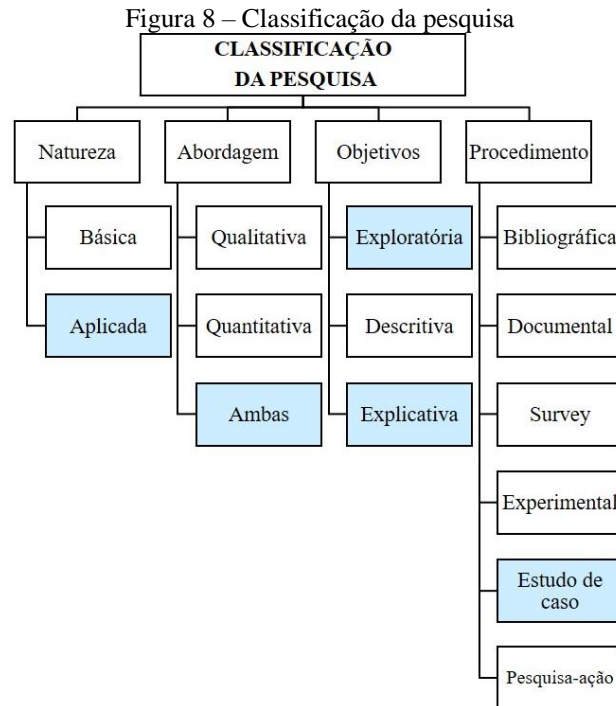 Figura 8 – Classificação da pesquisa
CLASSIFICAÇÃO
DA PESQUISA
Natureza
Abordagem
Objetivos
Procedimento
Básica
Qualitativa
Exploratória
Bibliográfica
Aplicada
Quantitativa
Descritiva
Documental
Ambas
Explicativa
Survey
Experimental
Estudo de
caso
Pesquisa-ação